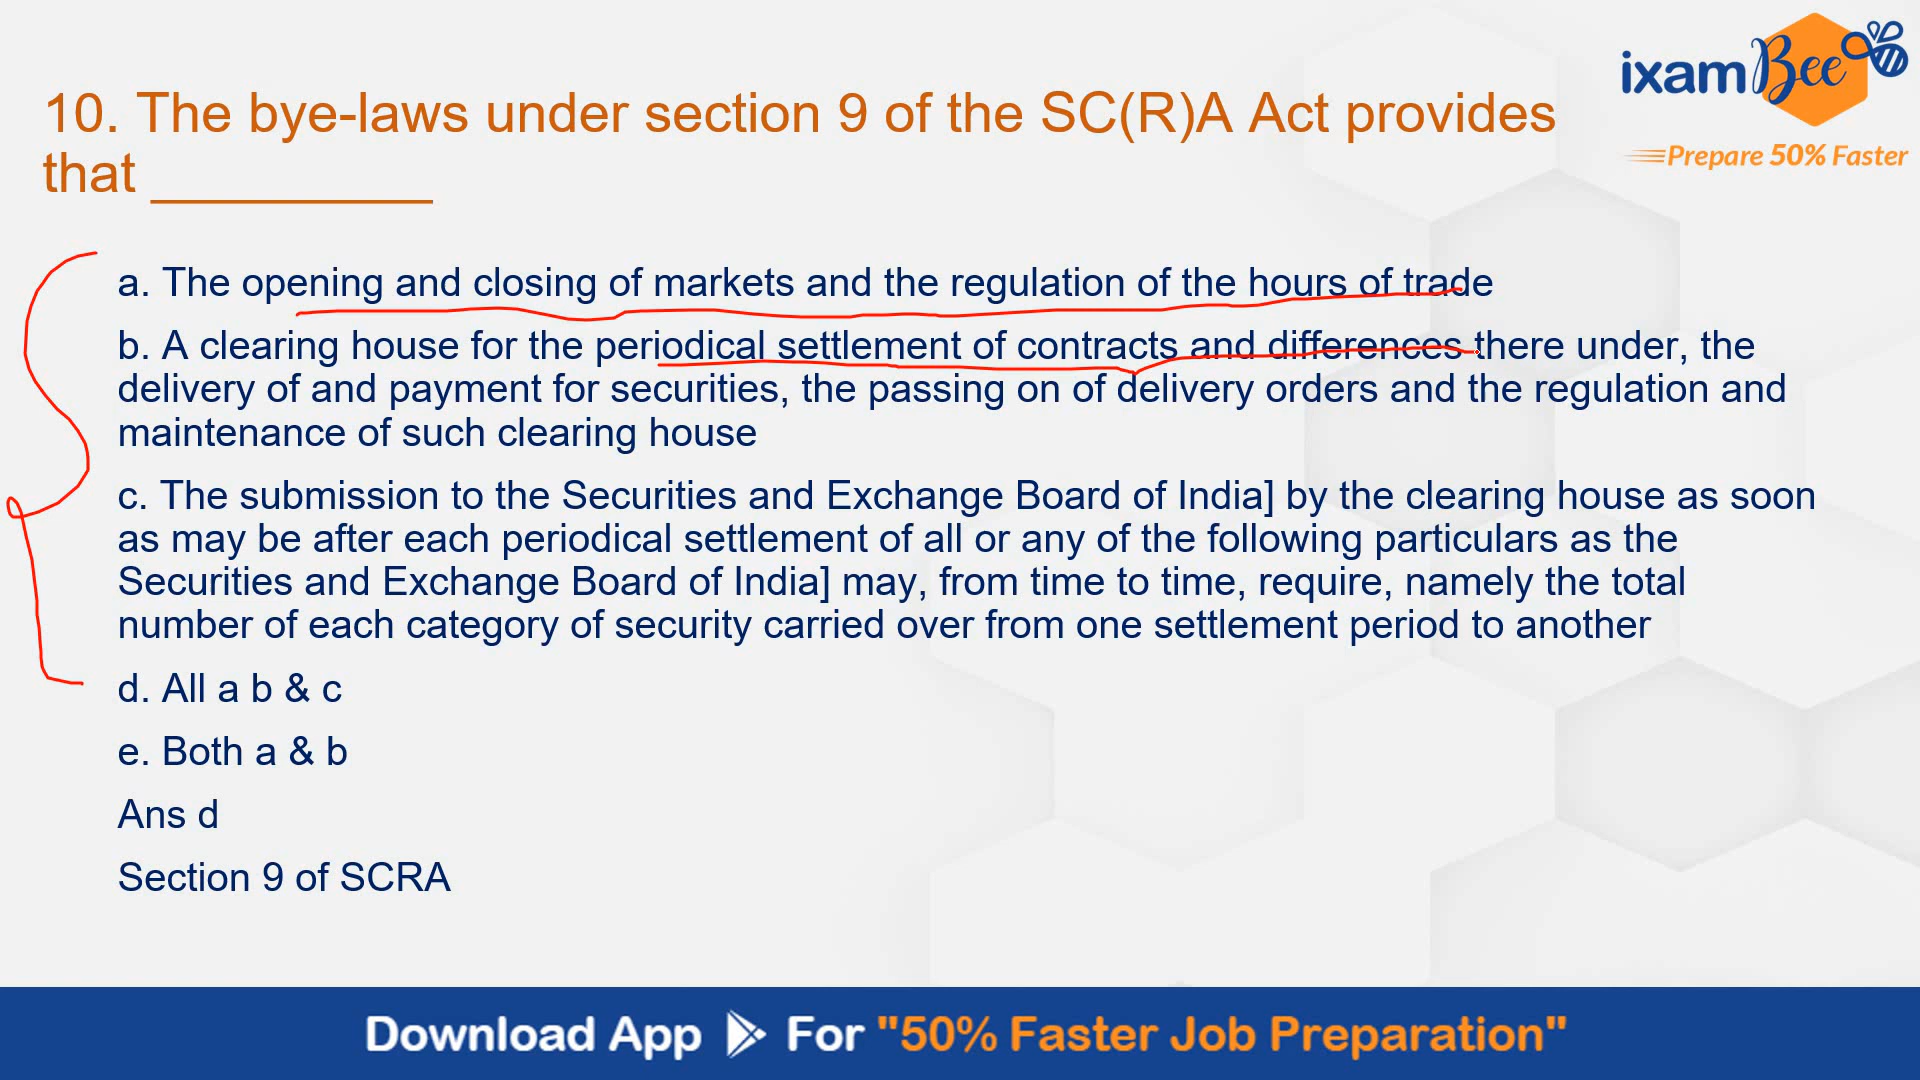 ixamBee
Prepare 50% Faster
10. The bye-laws under section 9 of the SC(R)A Act provides
that __________
a. The opening and closing of markets and the regulation of the hours of trade
b. A clearing house for the periodical settlement of contracts and differences there under, the
delivery of and payment for securities, the passing on of delivery orders and the regulation and
maintenance of such clearing house
c. The submission to the Securities and Exchange Board of India] by the clearing house as soon
as may be after each periodical settlement of all or any of the following particulars as the
Securities and Exchange Board of India] may, from time to time, require, namely the total
number of each category of security carried over from one settlement period to another
d. All a b & c
e. Both a & b
Ans d
Section 9 of SCRA
Download App For "50% Faster Job Preparation"